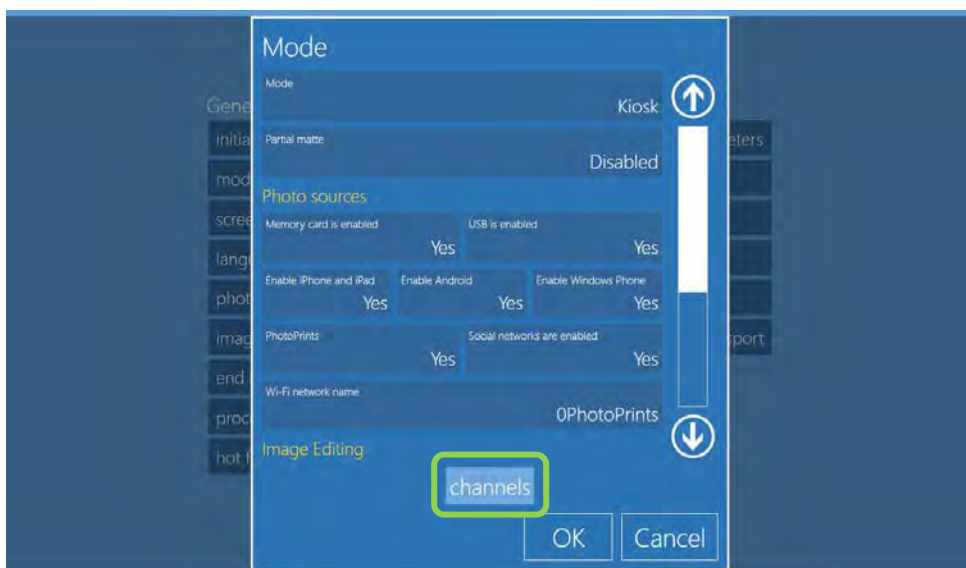 Mode
Mode
Kiosk
Partial matte
Disabled
Photo sources
Memory card is enabled
Yes
USB is enabled
Yes
Enable iPhone and iPad
Yes
Enable Android
Yes
Enable Windows Phone
Yes
PhotoPrints
Yes
Social networks are enabled
Yes
Wi-Fi network name
0PhotoPrints
Image Editing
channels
OK
Cancel